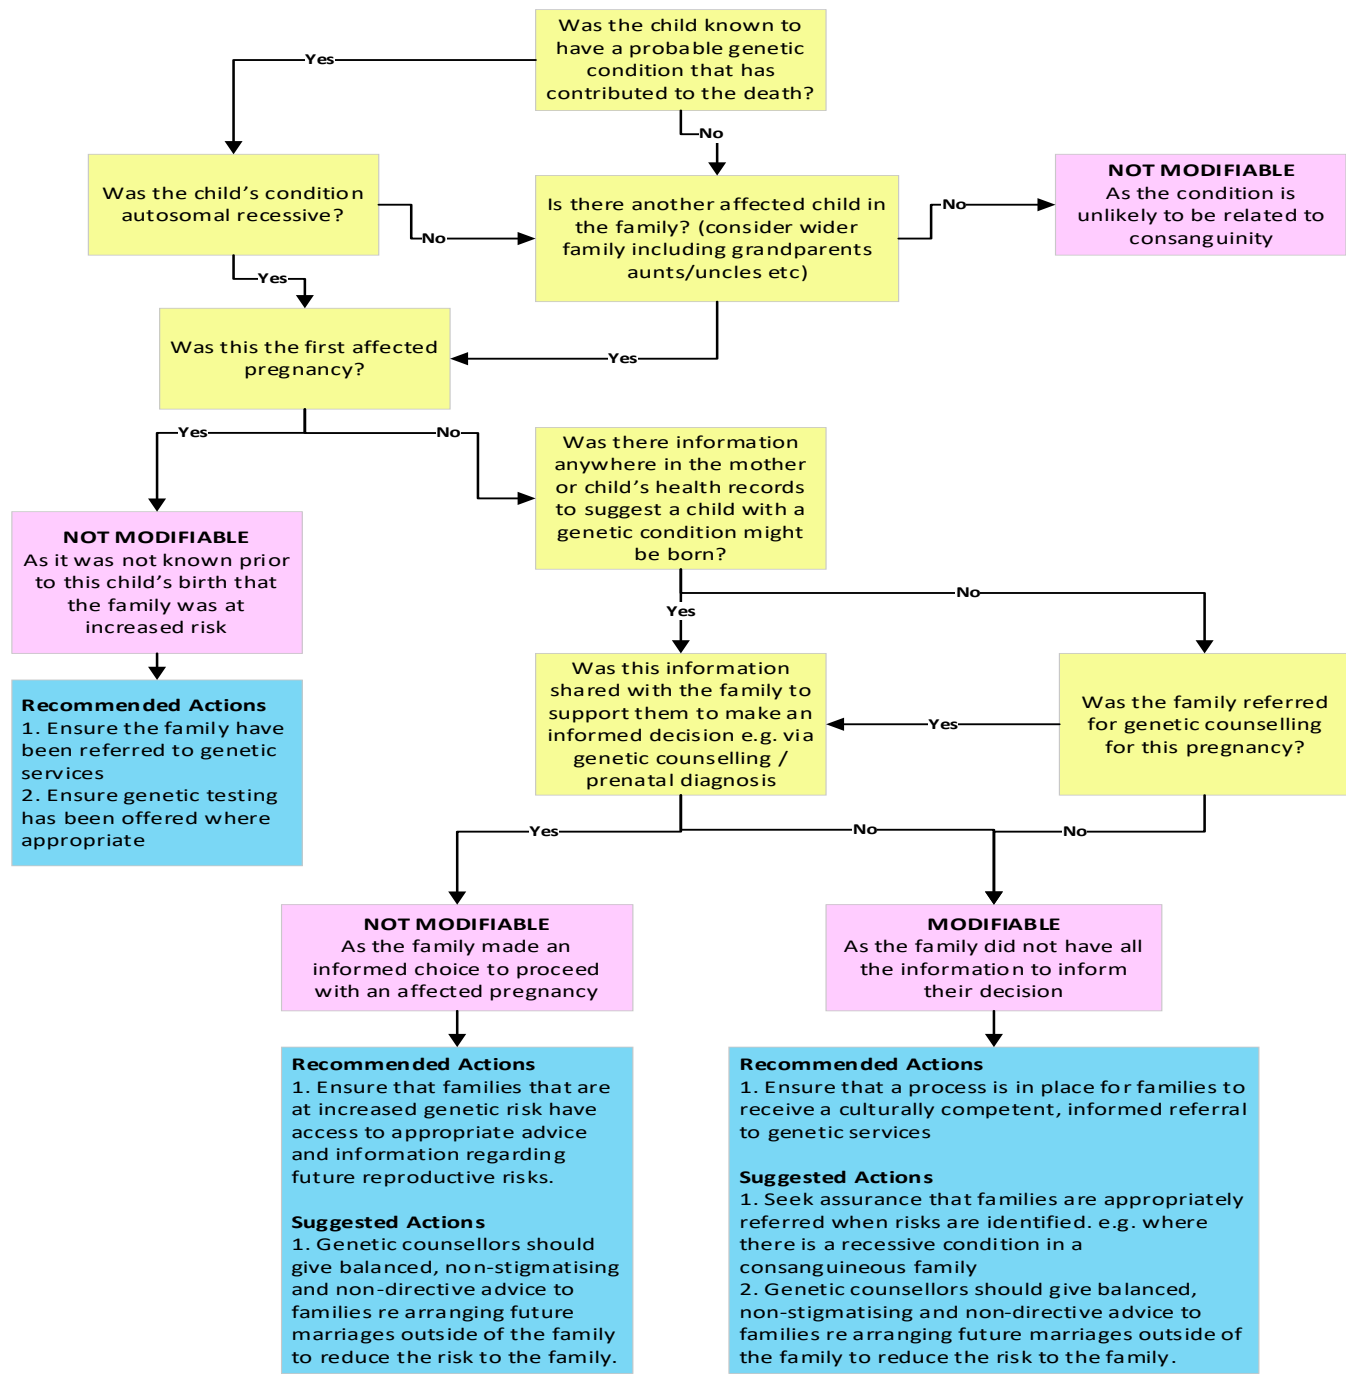 Was the child known to
have a probable genetic
condition that has
contributed to the death?
Yes
No
Was the child’s condition
autosomal recessive?
No
Yes
Is there another affected child in
the family? (consider wider
family including grandparents
aunts/uncles etc)
No
Yes
NOT MODIFIABLE
As the condition is
unlikely to be related to
consanguinity
Was this the first affected
pregnancy?
Yes
No
NOT MODIFIABLE
As it was not known prior
to this child’s birth that
the family was at
increased risk
Recommended Actions
1. Ensure the family have
been referred to genetic
services
2. Ensure genetic testing
has been offered where
appropriate
Was there information
anywhere in the mother
or child’s health records
to suggest a child with a
genetic condition might
be born?
Yes
No
Was this information
shared with the family to
support them to make an
informed decision e.g. via
genetic counselling /
prenatal diagnosis
Yes
Was the family referred
for genetic counselling
for this pregnancy?
Yes
No
No
NOT MODIFIABLE
As the family made an
informed choice to proceed
with an affected pregnancy
MODIFIABLE
As the family did not have all
the information to inform
their decision
Recommended Actions
1. Ensure that families that are
at increased genetic risk have
access to appropriate advice
and information regarding
future reproductive risks.
Suggested Actions
1. Genetic counsellors should
give balanced, non-stigmatising
and non-directive advice to
families re arranging future
marriages outside of the family
to reduce the risk to the family.
Recommended Actions
1. Ensure that a process is in place for families to
receive a culturally competent, informed referral
to genetic services
Suggested Actions
1. Seek assurance that families are appropriately
referred when risks are identified. e.g. where
there is a recessive condition in a
consanguineous family
2. Genetic counsellors should give balanced,
non-stigmatising and non-directive advice to
families re arranging future marriages outside of
the family to reduce the risk to the family.